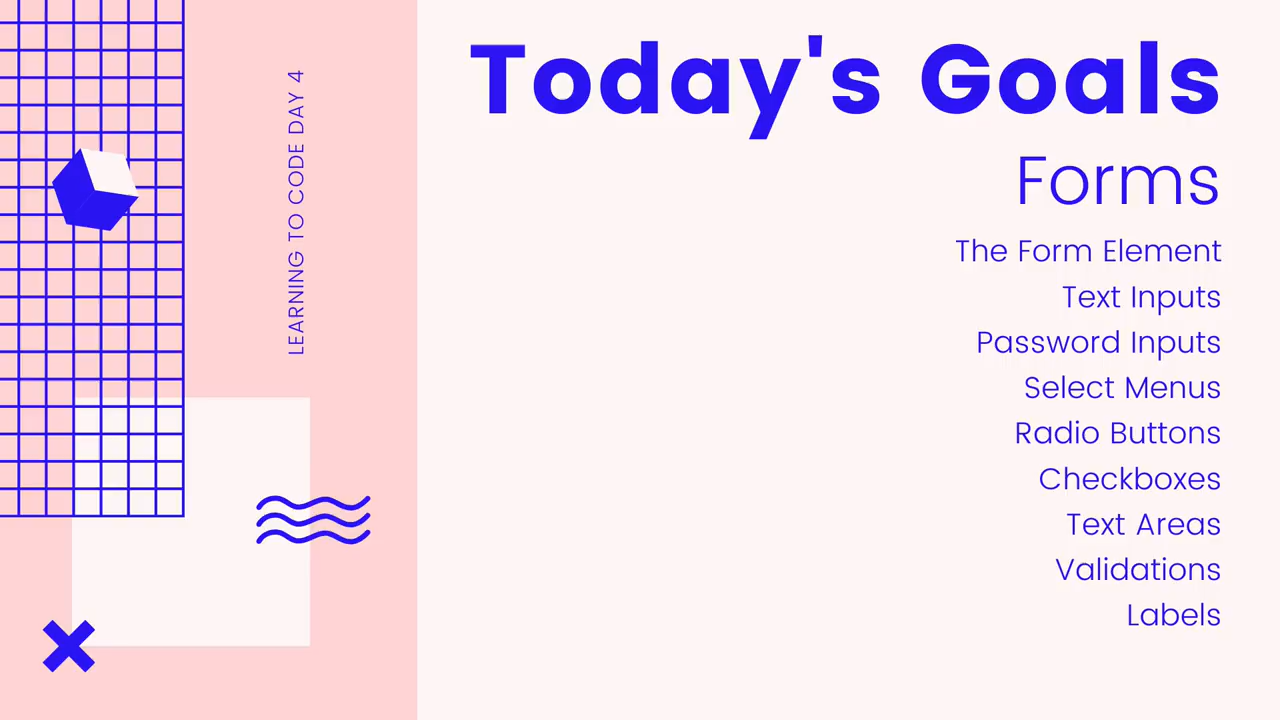 LEARNING TO CODE DAY 4
Today's Goals
Forms
The Form Element
Text Inputs
Password Inputs
Select Menus
Radio Buttons
Checkboxes
Text Areas
Validations
Labels